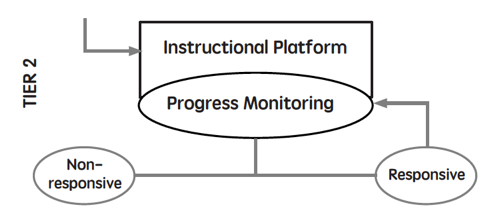 TIER 2
Instructional Platform
Progress Monitoring
Non-
responsive
Responsive